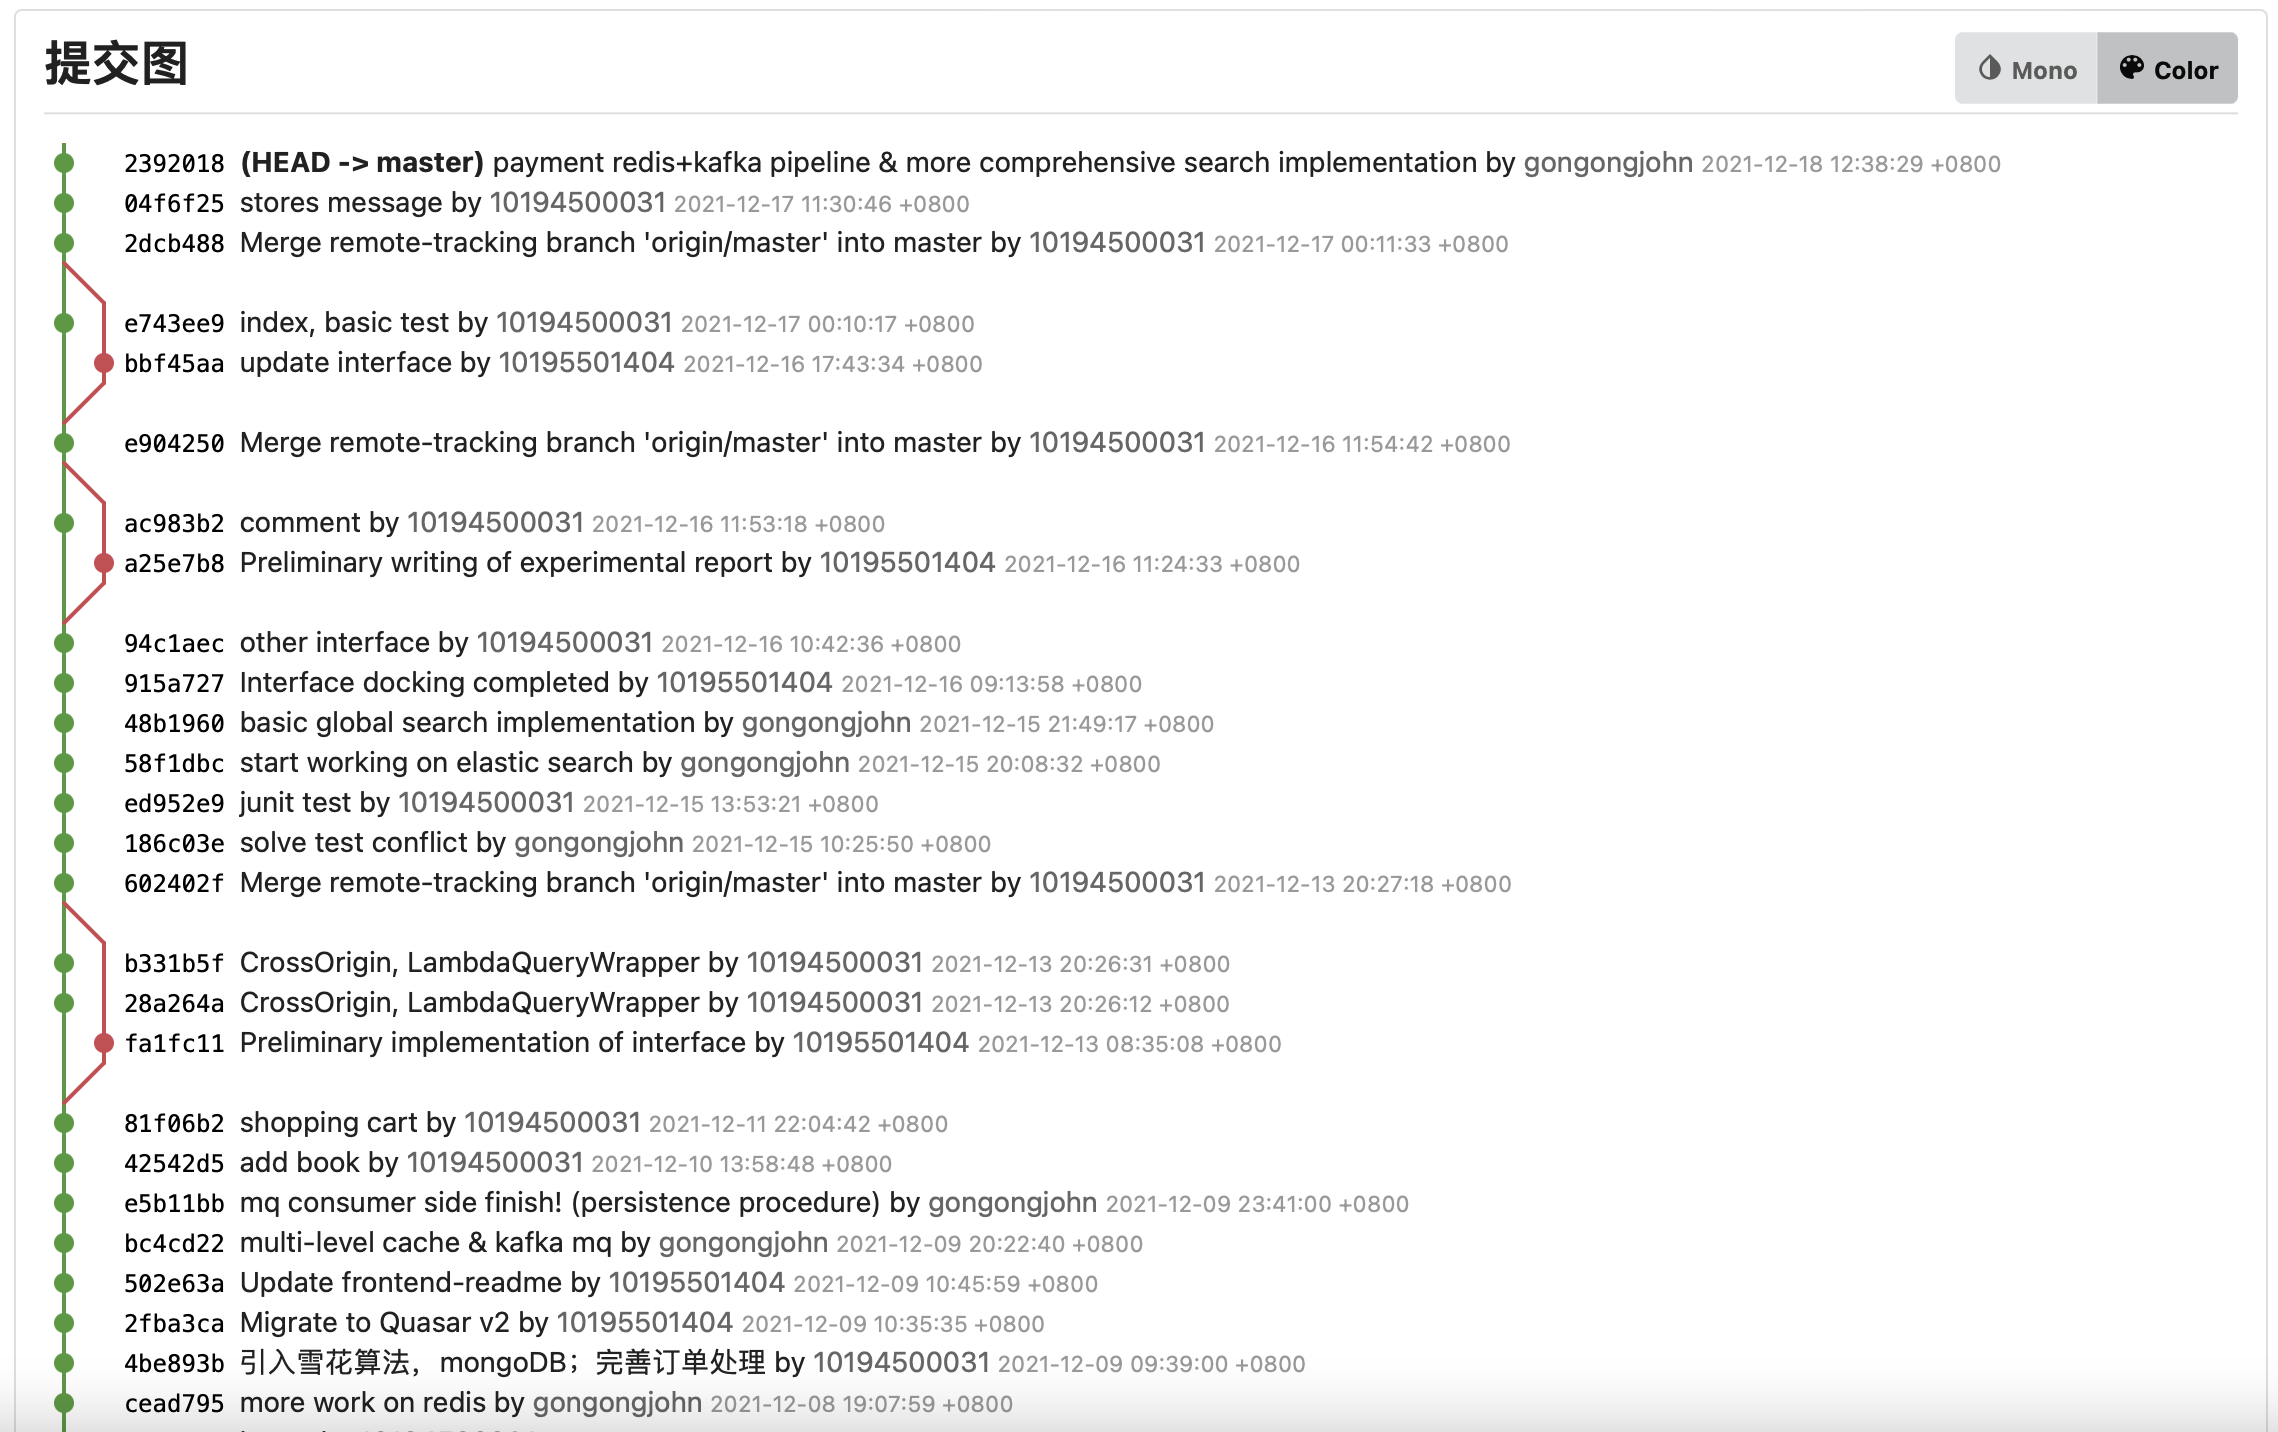 提交图
Mono Color
2392018 (HEAD -> master) payment redis+kafka pipeline & more comprehensive search implementation by gongongjohn 2021-12-18 12:38:29 +0800
04f6f25 stores message by 10194500031 2021-12-17 11:30:46 +0800
2dcb488 Merge remote-tracking branch 'origin/master' into master by 10194500031 2021-12-17 00:11:33 +0800
e743ee9 index, basic test by 10194500031 2021-12-17 00:10:17 +0800
bbf45aa update interface by 10195501404 2021-12-16 17:43:34 +0800
e904250 Merge remote-tracking branch 'origin/master' into master by 10194500031 2021-12-16 11:54:42 +0800
ac983b2 comment by 10194500031 2021-12-16 11:53:18 +0800
a25e7b8 Preliminary writing of experimental report by 10195501404 2021-12-16 11:24:33 +0800
94c1aec other interface by 10194500031 2021-12-16 10:42:36 +0800
915a727 Interface docking completed by 10195501404 2021-12-16 09:13:58 +0800
48b1960 basic global search implementation by gongongjohn 2021-12-15 21:49:17 +0800
58f1dbc start working on elastic search by gongongjohn 2021-12-15 20:08:32 +0800
ed952e9 junit test by 10194500031 2021-12-15 13:53:21 +0800
186c03e solve test conflict by gongongjohn 2021-12-15 10:25:50 +0800
602402f Merge remote-tracking branch 'origin/master' into master by 10194500031 2021-12-13 20:27:18 +0800
b331b5f CrossOrigin, LambdaQueryWrapper by 10194500031 2021-12-13 20:26:31 +0800
28a264a CrossOrigin, LambdaQueryWrapper by 10194500031 2021-12-13 20:26:12 +0800
fa1fc11 Preliminary implementation of interface by 10195501404 2021-12-13 08:35:08 +0800
81f06b2 shopping cart by 10194500031 2021-12-11 22:04:42 +0800
42542d5 add book by 10194500031 2021-12-10 13:58:48 +0800
e5b11bb mq consumer side finish! (persistence procedure) by gongongjohn 2021-12-09 23:41:00 +0800
bc4cd22 multi-level cache & kafka mq by gongongjohn 2021-12-09 20:22:40 +0800
502e63a Update frontend-readme by 10195501404 2021-12-09 10:45:59 +0800
2fba3ca Migrate to Quasar v2 by 10195501404 2021-12-09 10:35:35 +0800
4be893b 引入雪花算法，mongoDB；完善订单处理 by 10194500031 2021-12-09 09:39:00 +0800
cead795 more work on redis by gongongjohn 2021-12-08 19:07:59 +0800